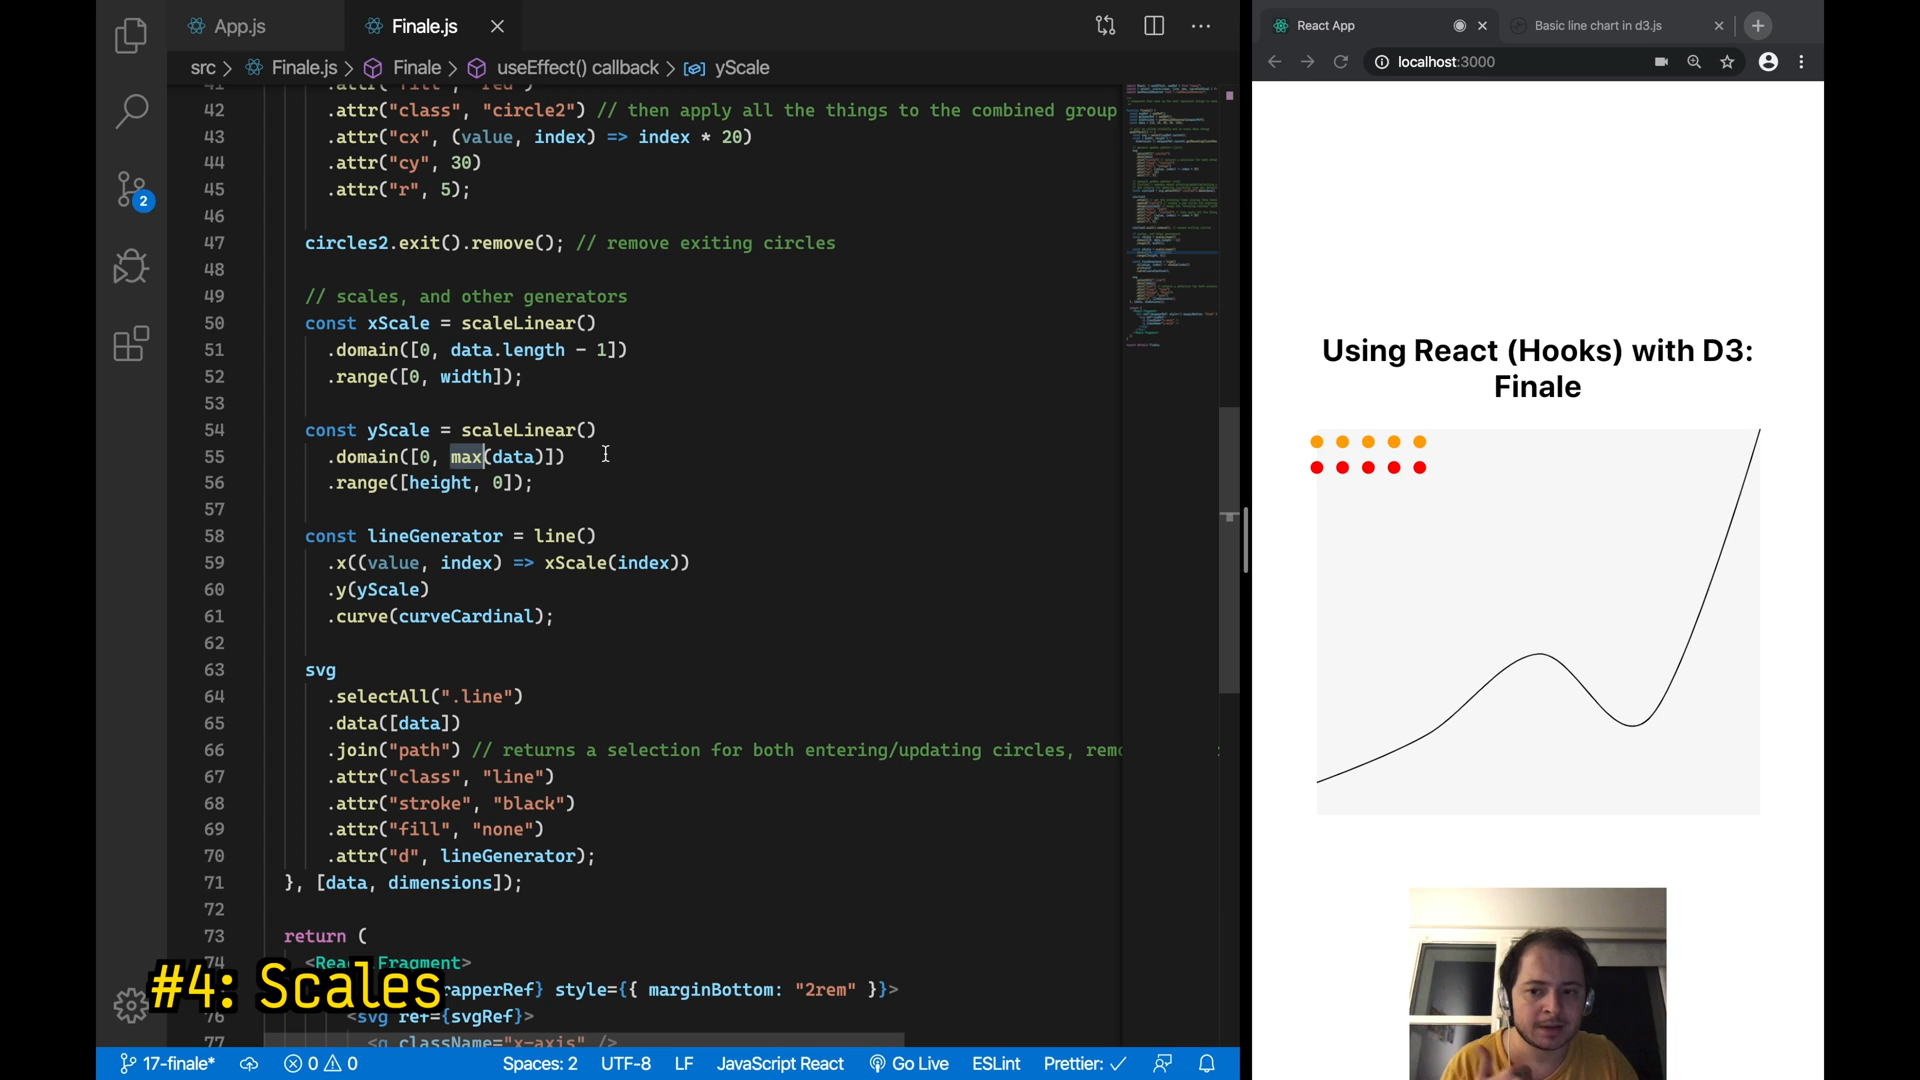 App.js
Finale.js
src > Finale.js > Finale > useEffect() callback > yScale
42 .attr("class", "circle2") // then apply all the things to the combined group
43 .attr("cx", (value, index) => index * 20)
44 .attr("cy", 30)
45 .attr("r", 5);
46
47 circles2.exit().remove(); // remove exiting circles
48
49 // scales, and other generators
50 const xScale = scaleLinear()
51 .domain([0, data.length - 1])
52 .range([0, width]);
53
54 const yScale = scaleLinear()
55 .domain([0, max(data)])
56 .range([height, 0]);
57
58 const lineGenerator = line()
59 .x((value, index) => xScale(index))
60 .y(yScale)
61 .curve(curveCardinal);
62
63 svg
64 .selectAll(".line")
65 .data([data])
66 .join("path") // returns a selection for both entering/updating circles,
67 .attr("class", "line")
68 .attr("stroke", "black")
69 .attr("fill", "none")
70 .attr("d", lineGenerator);
71 }, [data, dimensions]);
72
73 return (
74 <Rea Fragment>
rapperRef} style={{ marginBottom: "2rem" }}>
76 <svg ref={svgRef}>
77 <g className="x-axis" />
#4: Scales
2
17-finale* 0 0 Spaces: 2 UTF-8 LF JavaScript React Go Live ESLint Prettier: ✓
React App
Basic line chart in d3.js
localhost:3000
Using React (Hooks) with D3:
Finale